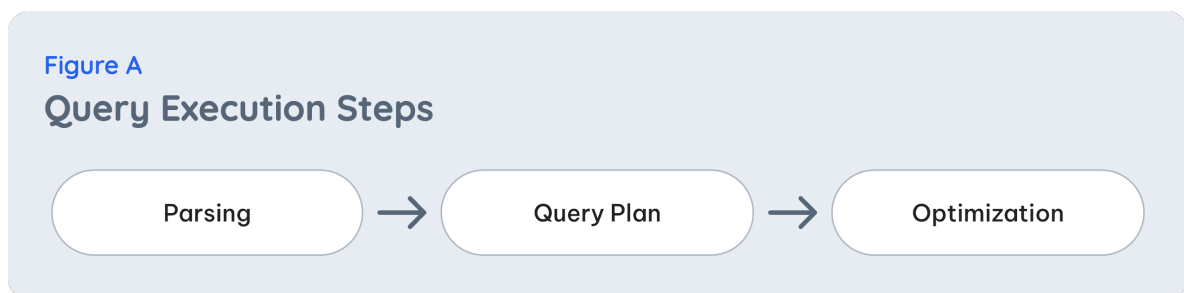 Figure A
Query Execution Steps
Parsing
Query Plan
Optimization